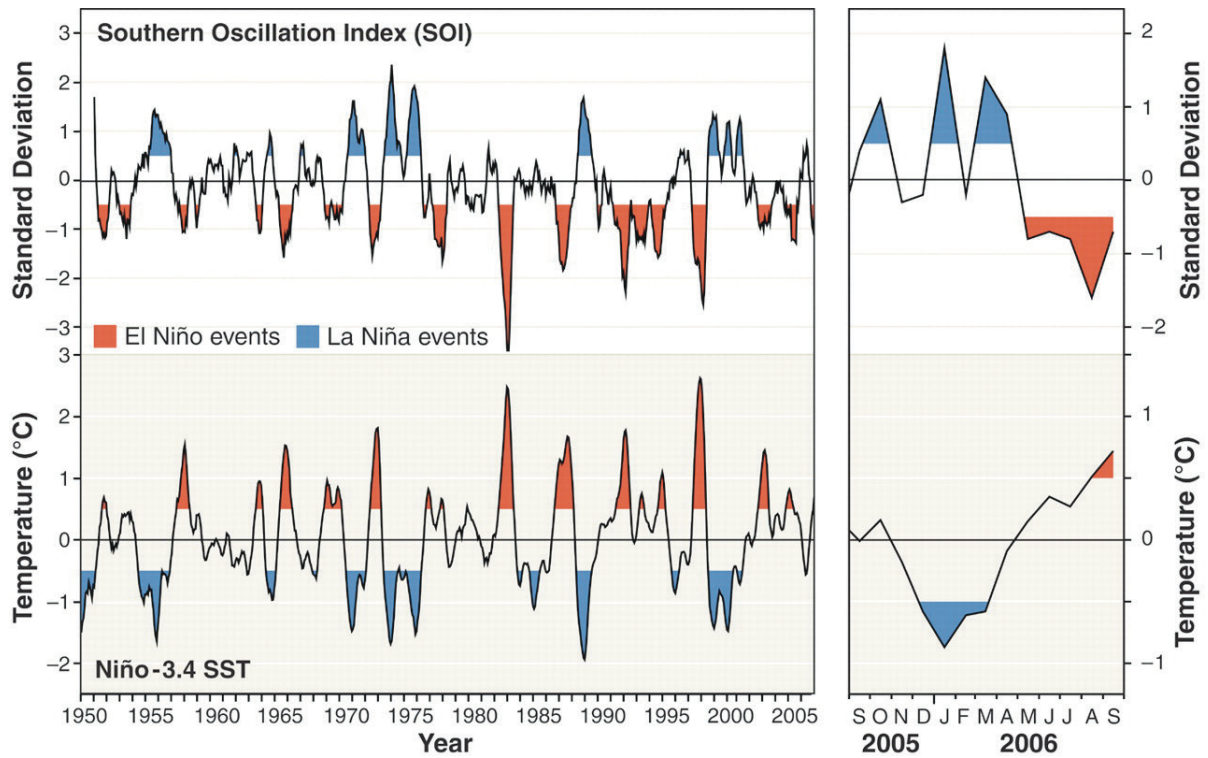 Southern Oscillation Index (SOI)
Standard Deviation
3
2
1
0
−1
−2
−3
El Niño events
La Niña events
2
1
0
−1
−2
Standard Deviation
Temperature (°C)
3
2
1
0
−1
−2
Niño-3.4 SST
1950 1955 1960 1965 1970 1975 1980 1985 1990 1995 2000 2005
Year
1
0
−1
Temperature (°C)
S O N D J F M A M J J A S
2005 2006